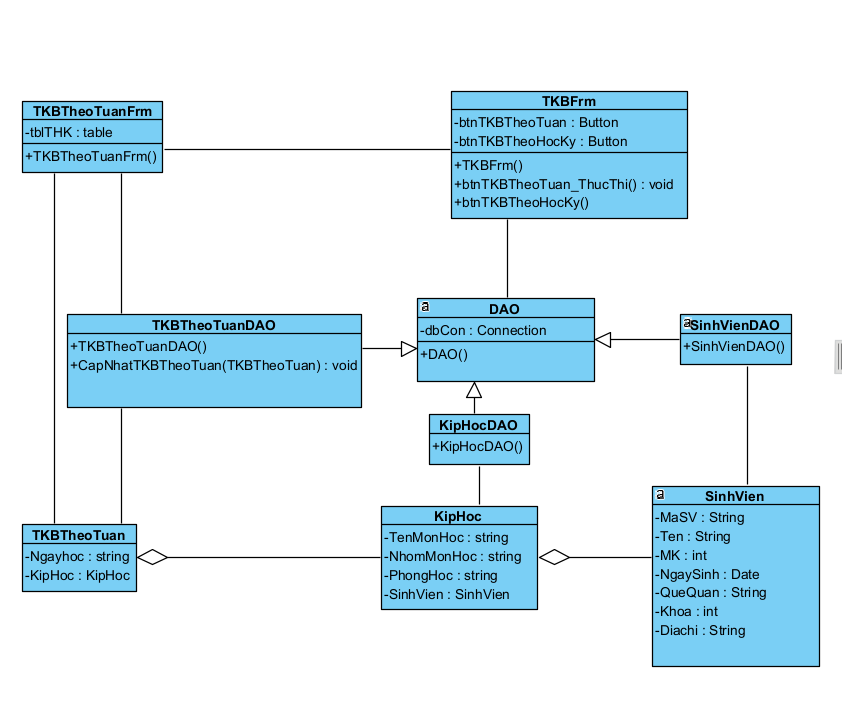 TKBTheoTuanFrm
-tblTHK : table
+TKBTheoTuanFrm()
TKBFrm
-btnTKBTheoTuan : Button
-btnTKBTheoHocKy : Button
+TKBFrm()
+btnTKBTheoTuan_ThucThi() : void
+btnTKBTheoHocKy()
TKBTheoTuanDAO
+TKBTheoTuanDAO()
+CapNhatTKBTheoTuan(TKBTheoTuan) : void
a
DAO
-dbCon : Connection
+DAO()
a
SinhVienDAO
+SinhVienDAO()
KipHocDAO
+KipHocDAO()
TKBTheoTuan
-Ngayhoc : string
-KipHoc : KipHoc
KipHoc
-TenMonHoc : string
-NhomMonHoc : string
-PhongHoc : string
-SinhVien : SinhVien
a
SinhVien
-MaSV : String
-Ten : String
-MK : int
-NgaySinh : Date
-QueQuan : String
-Khoa : int
-Diachi : String